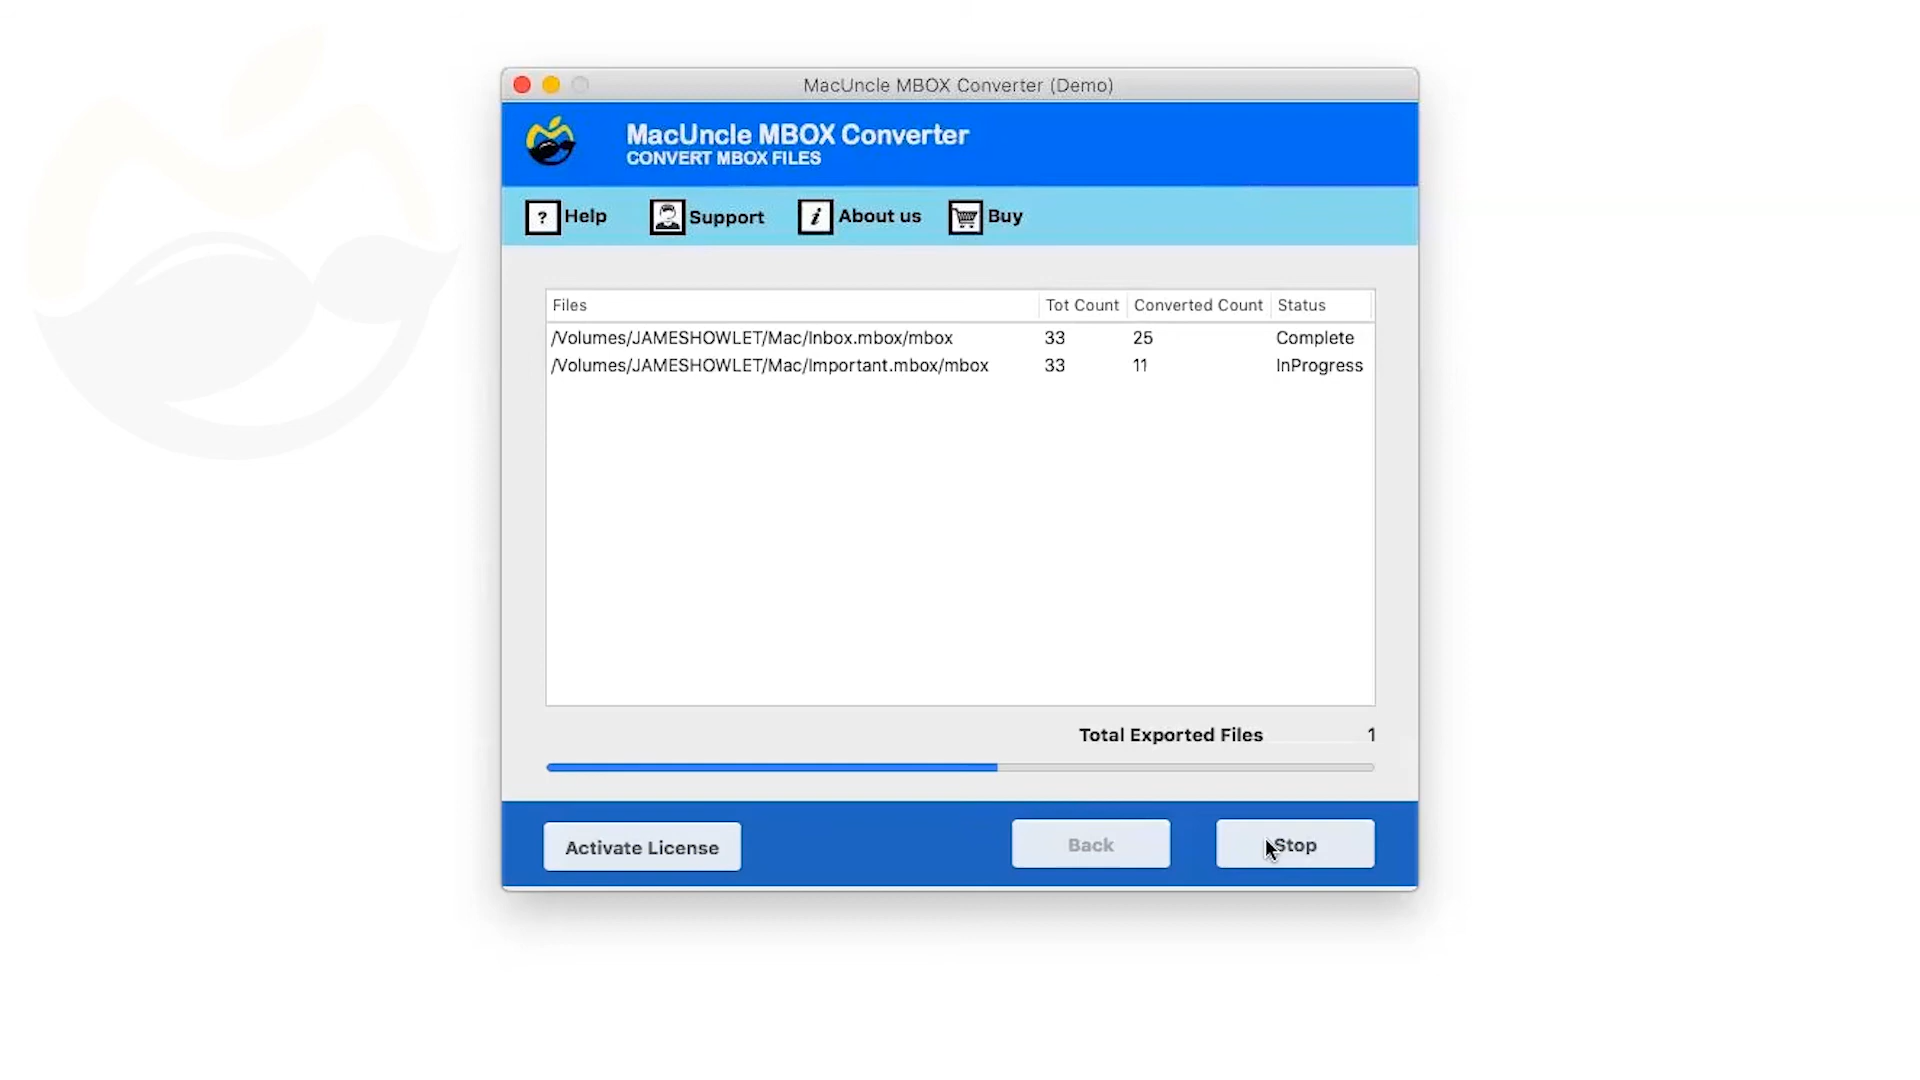 MacUncle MBOX Converter (Demo)
MacUncle MBOX Converter
CONVERT MBOX FILES
? Help Support i About us Buy
Files Tot Count Converted Count Status
/Volumes/JAMESHOWLET/Mac/Inbox.mbox/mbox 33 25 Complete
/Volumes/JAMESHOWLET/Mac/Important.mbox/mbox 33 11 InProgress
Total Exported Files 1
Activate License Back Stop